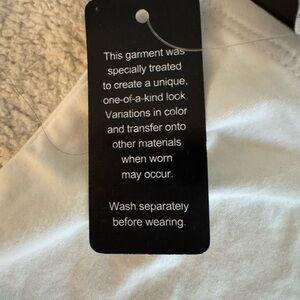 This garment was
specially treated
to create a unique,
one-of-a-kind look.
Variations in color
and transfer onto
other materials
when worn
may occur.
Wash separately
before wearing.